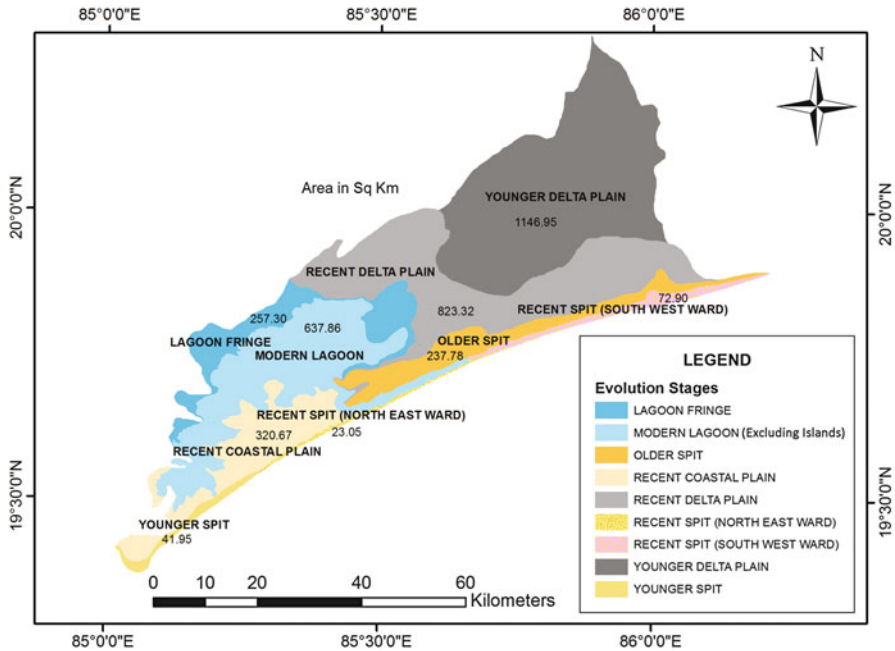 85°0'0"E 85°30'0"E 86°0'0"E
N
20°0'0"N
20°0'0"N
Area in Sq Km
YOUNGER DELTA PLAIN
1146.95
RECENT DELTA PLAIN
823.32
72.90
RECENT SPIT (SOUTH WEST WARD)
257.30
637.86
LAGOON FRINGE
MODERN LAGOON
OLDER SPIT
237.78
RECENT SPIT (NORTH EAST WARD)
23.05
320.67
RECENT COASTAL PLAIN
19°30'0"N
19°30'0"N
YOUNGER SPIT
41.95
0 10 20 40 60
Kilometers
LEGEND
Evolution Stages
LAGOON FRINGE
MODERN LAGOON (Excluding Islands)
OLDER SPIT
RECENT COASTAL PLAIN
RECENT DELTA PLAIN
RECENT SPIT (NORTH EAST WARD)
RECENT SPIT (SOUTH WEST WARD)
YOUNGER DELTA PLAIN
YOUNGER SPIT
85°0'0"E 85°30'0"E 86°0'0"E